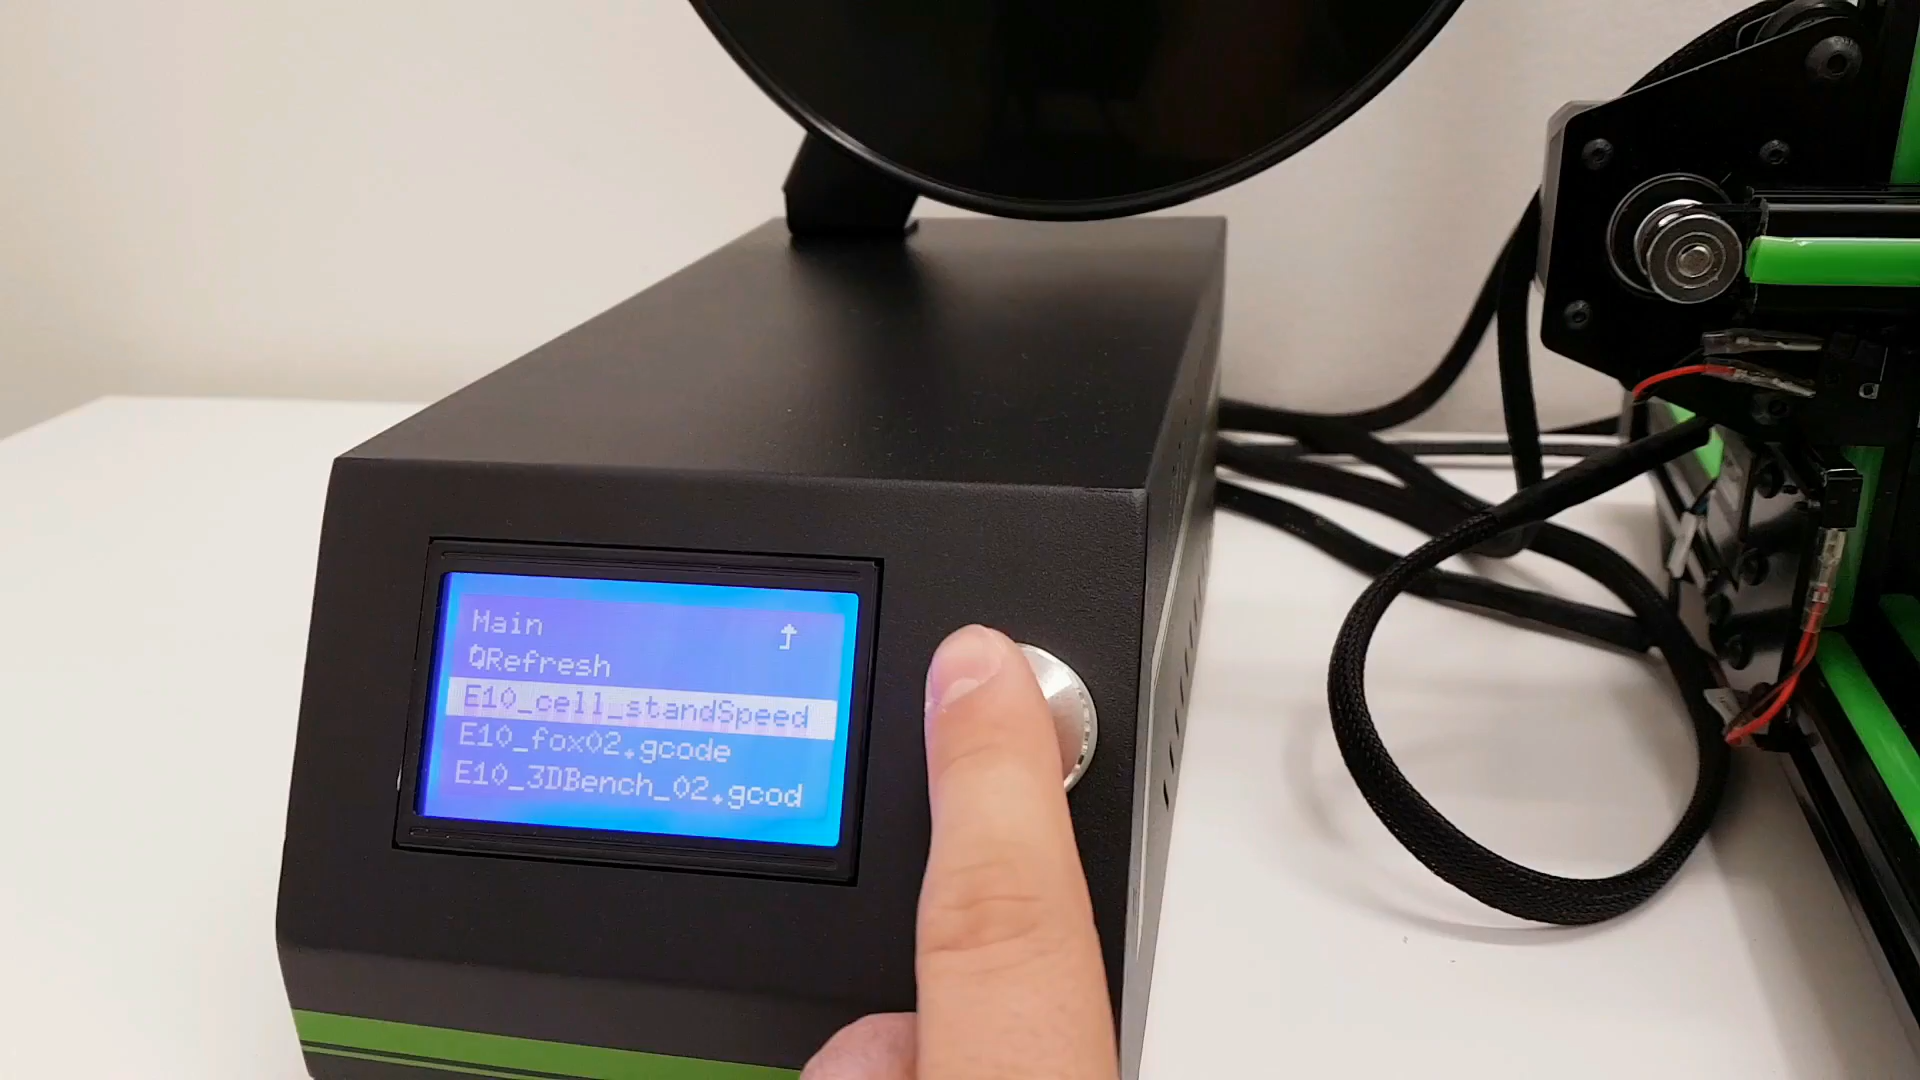 Main
Refresh
E10_cell_standSpeed
E10_fox02.gcode
E10_3DBench_02.gcod